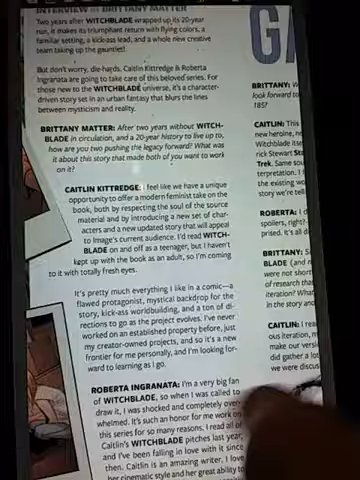 INTERVIEW BRITTANY MATTER
Two years after WITCHBLADE wrapped up its 20-year
run, it makes its triumphant return with flying colors, a
familiar setting, a kick-ass lead, and a whole new creative
team taking up the gauntlet!
But don't worry, die-hards. Caitlin Kittredge & Roberta
Ingranata are going to take care of this beloved series. For
those new to the WITCHBLADE universe, it's a character-
driven story set in an urban fantasy that blurs the lines
between mysticism and reality.
BRITTANY MATTER: After two years without WITCH-
BLADE in circulation, and a 20-year history to live up to,
how are you two pushing the legacy forward? What was
it about this story that made both of you want to work
on it?
CAITLIN KITTREDGE: I feel like we have a unique
opportunity to offer a modern feminist take on the
book, both by respecting the soul of the source
material and by introducing a new set of char-
acters and a new updated story that will appeal
to Image's current audience. I'd read WITCH-
BLADE on and off as a teenager, but I haven't
kept up with the book as an adult, so I'm coming
to it with totally fresh eyes.
It's pretty much everything I like in a comic—a
flawed protagonist, mystical backdrop for the
story, kick-ass worldbuilding, and a ton of di-
rections to go as the project evolves. I've never
worked on an established property before, just
my creator-owned projects, and so it's a new
frontier for me personally, and I'm looking for-
ward to learning as I go.
ROBERTA INGRANATA: I'm a very big fan
of WITCHBLADE, so when I was called to
draw it, I was shocked and completely over-
whelmed. It's such an honor for me work on
this series for so many reasons. I read all of
Caitlin's WITCHBLADE pitches last year,
and I've been falling in love with it since
then. Caitlin is an amazing writer, I love
her cinematic style and her great ability to
GA
BRITTANY: W
look forward to
185?
CAITLIN: This
new heroine, ne
Witchblade itse
rick Stewart Sta
Trek. Same sou
terpretation. I t
the existing wo
story we're tell
ROBERTA: I d
spoilers, right?
prised. It's all d
BRITTANY: S
BLADE (and n
were not short
of research tha
iteration? What
in the story and
CAITLIN: I re
ous iteration, m
make our versi
did gather a lot
we were discus